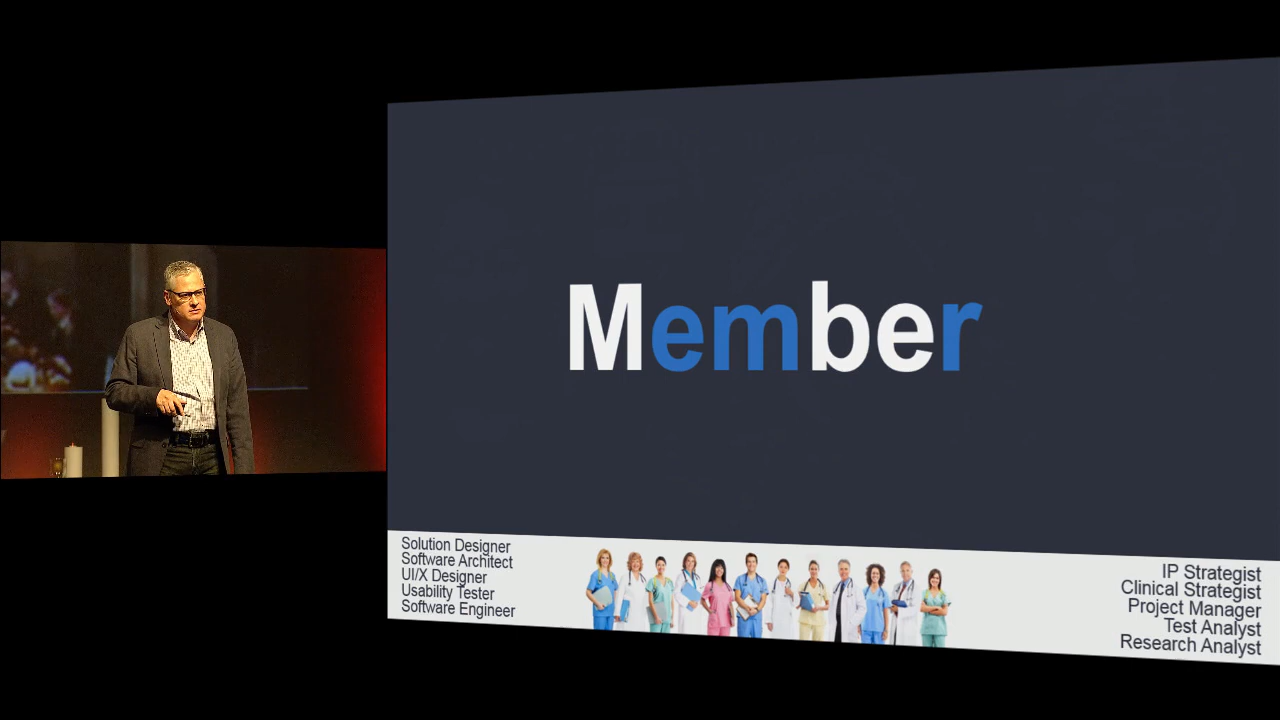 Member
Solution Designer
Software Architect
UI/X Designer
Usability Tester
Software Engineer
IP Strategist
Clinical Strategist
Project Manager
Test Analyst
Research Analyst